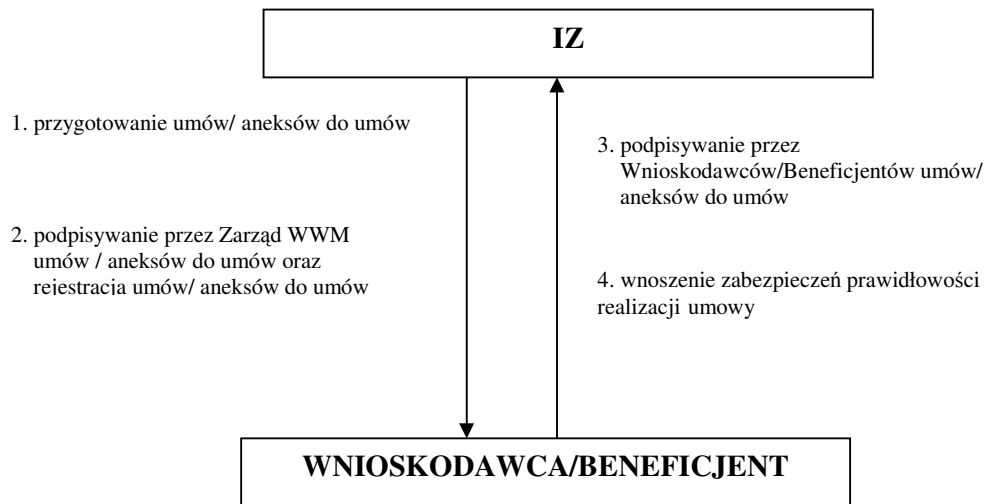 IZ
1. przygotowanie umów/ aneksów do umów
2. podpisywanie przez Zarząd WWM
umów / aneksów do umów oraz
rejestracja umów/ aneksów do umów
3. podpisywanie przez
Wnioskodawców/Beneficjentów umów/
aneksów do umów
4. wnoszenie zabezpieczeń prawidłowości
realizacji umowy
WNIOSKODAWCA/BENEFICJENT